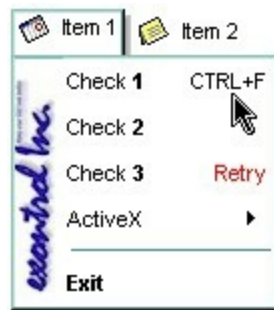 Item 1 Item 2
Check 1 CTRL+F
Check 2
Check 3 Retry
ActiveX
Exit
exontrol Inc.